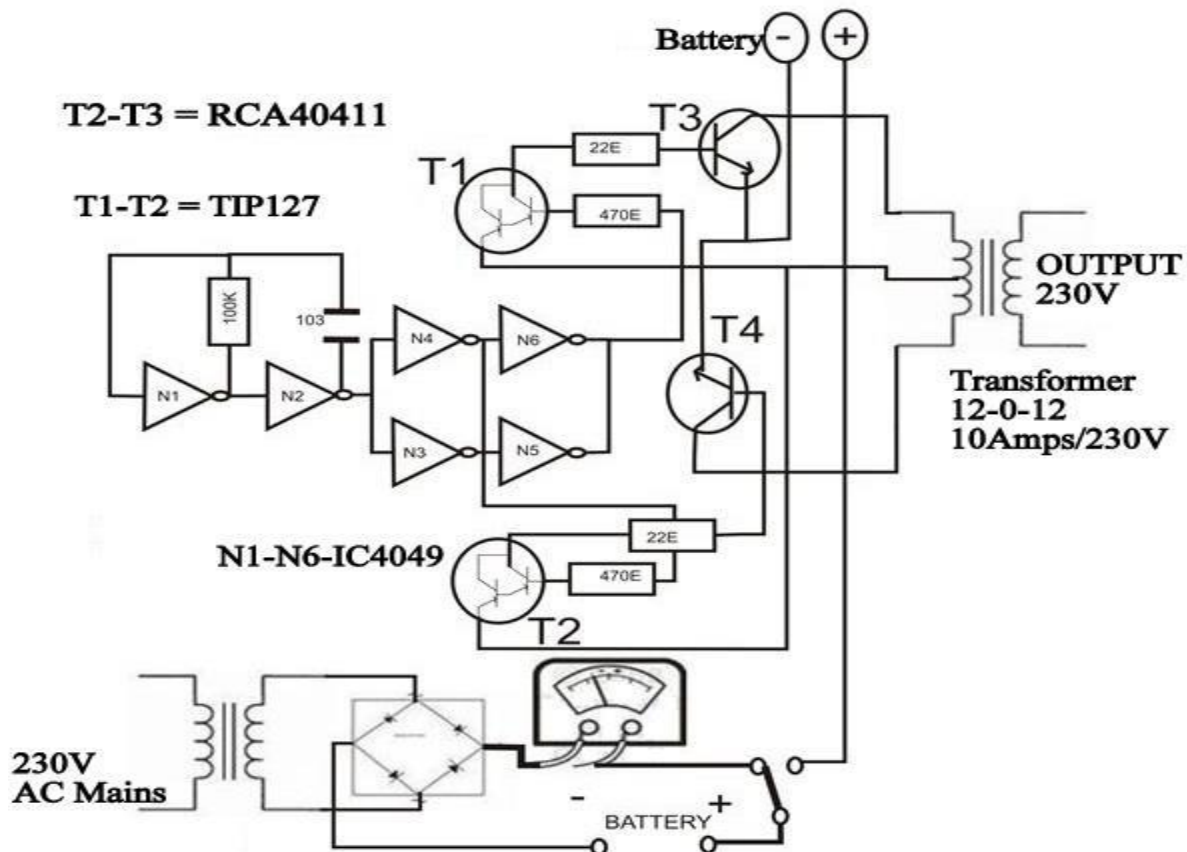 Battery - +
T2-T3 = RCA40411
T3
22E
T1
T1-T2 = TIP127
470E
100K
103
OUTPUT
230V
N4
N6
T4
N1
N2
Transformer
12-0-12
10Amps/230V
N3
N5
22E
N1-N6-IC4049
470E
T2
230V
AC Mains
- +
BATTERY